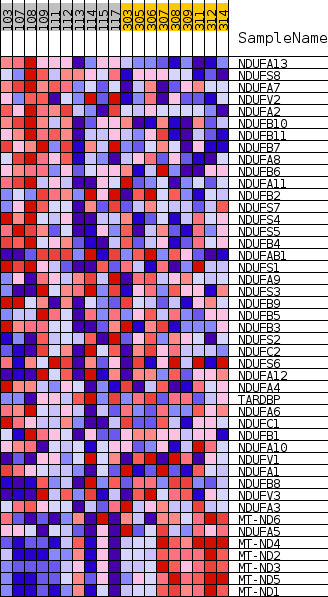 108 107 108 110 111 112 113 114 115 117 303 305 306 307 308 309 311 312 314
SampleName
NDUFA13
NDUFS8
NDUFA7
NDUFV2
NDUFA2
NDUFB10
NDUFB11
NDUFB7
NDUFA8
NDUFB6
NDUFA11
NDUFB2
NDUFS7
NDUFS4
NDUFS5
NDUFB4
NDUFAB1
NDUFS1
NDUFA9
NDUFS3
NDUFB9
NDUFB5
NDUFB3
NDUFS2
NDUFC2
NDUFS6
NDUFA12
NDUFA4
TARDBP
NDUFA6
NDUFC1
NDUFB1
NDUFA10
NDUFV1
NDUFA1
NDUFB8
NDUFV3
NDUFA3
MT-ND6
NDUFA5
MT-ND4
MT-ND2
MT-ND3
MT-ND5
MT-ND1